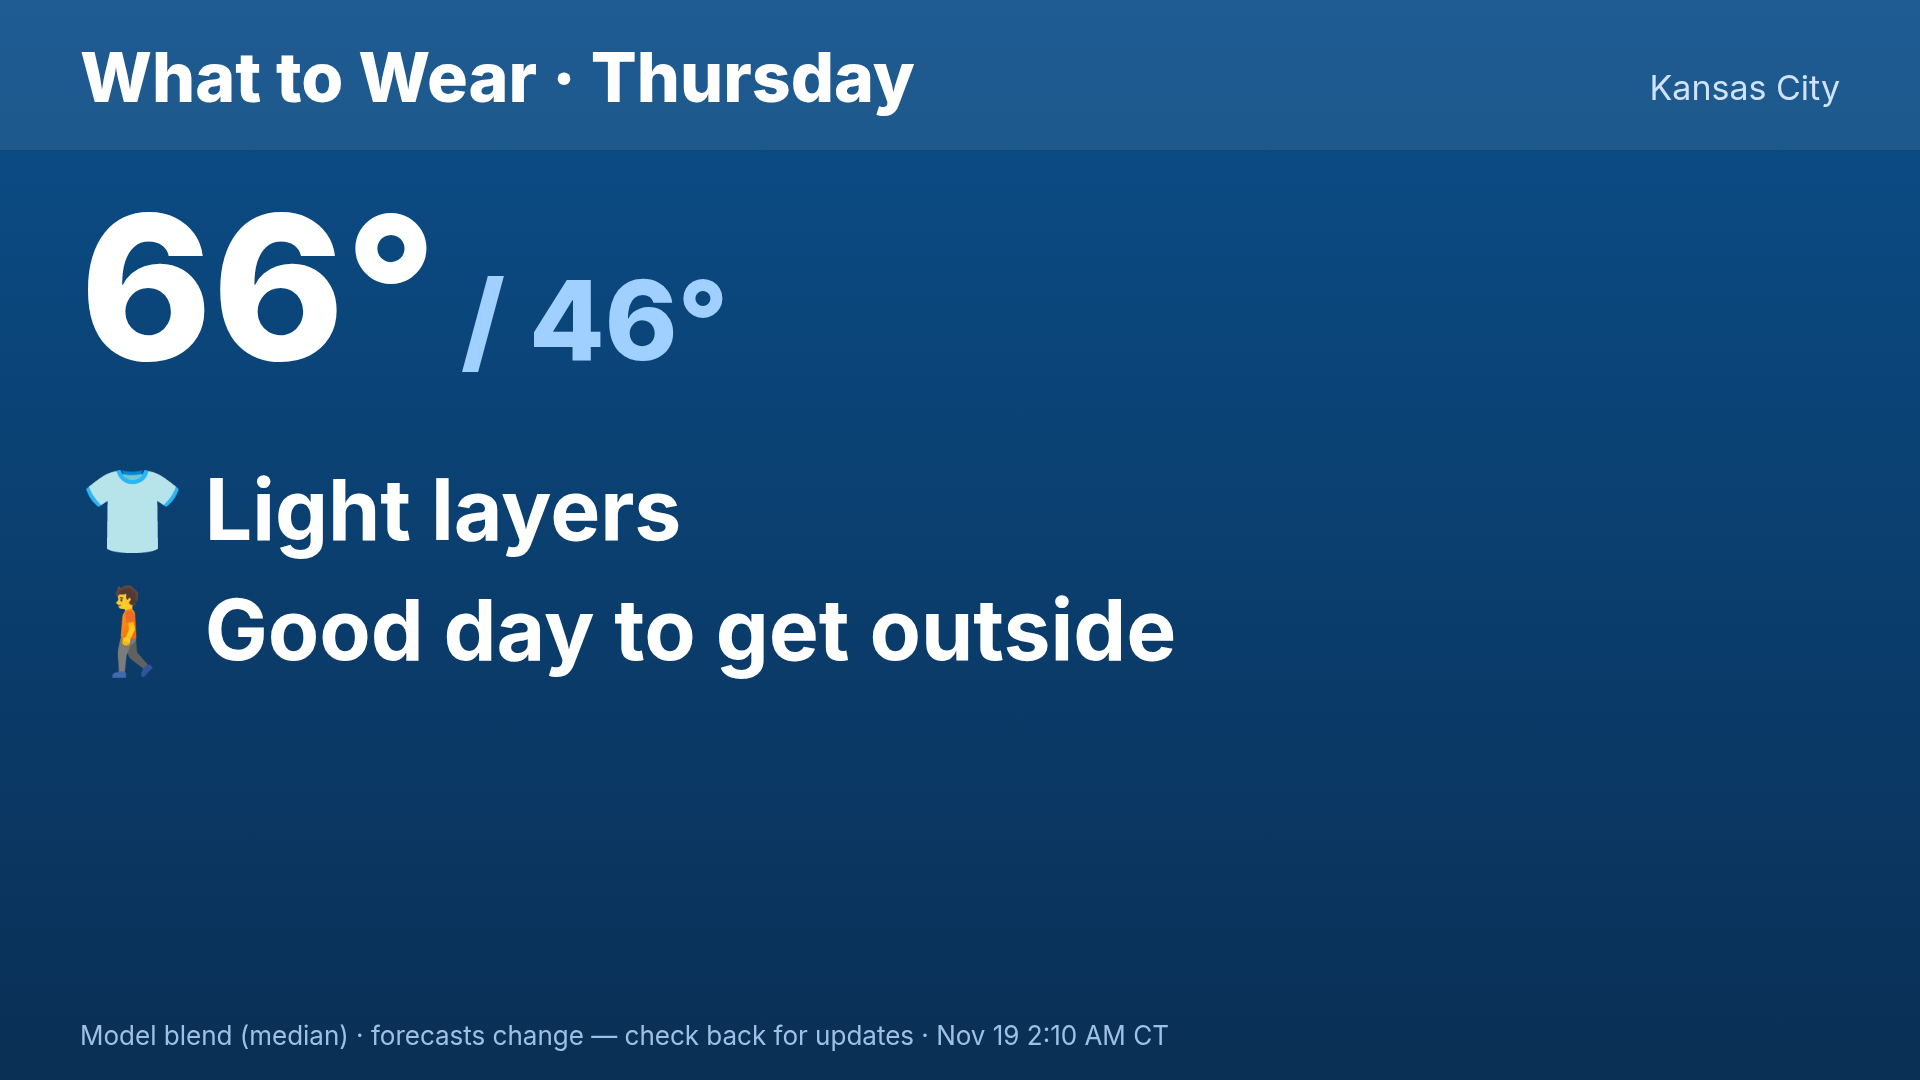 What to Wear · Thursday
Kansas City
66° / 46°
Light layers
Good day to get outside
Model blend (median) · forecasts change — check back for updates · Nov 19 2:10 AM CT